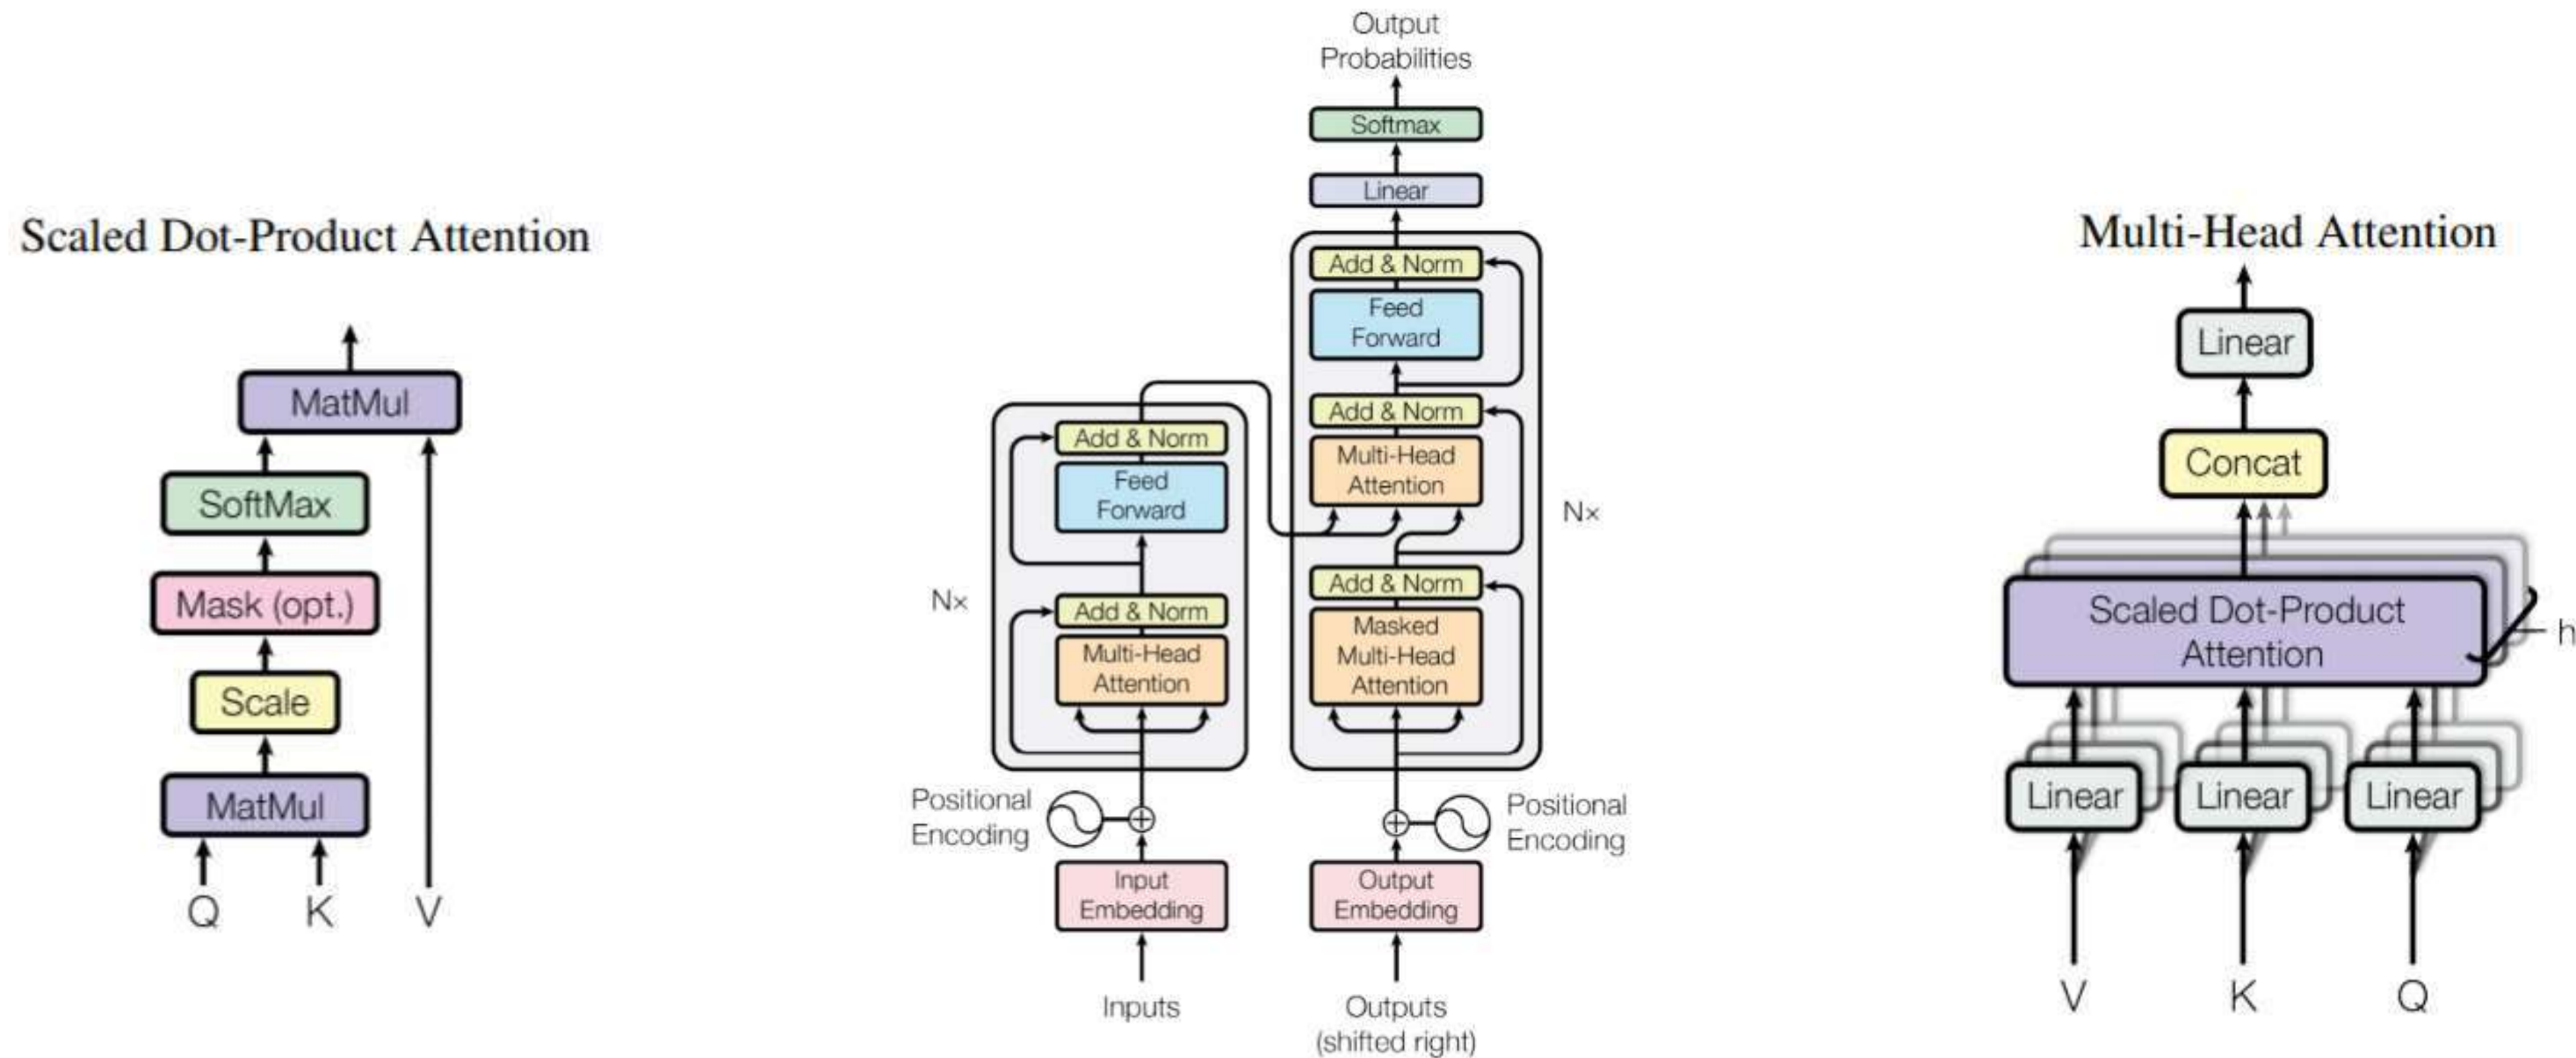 Scaled Dot-Product Attention
MatMul
SoftMax
Mask (opt.)
Scale
MatMul
Q K V
Output
Probabilities
Softmax
Linear
Add & Norm
Feed
Forward
Add & Norm
Multi-Head
Attention
N×
Add & Norm
Masked
Multi-Head
Attention
Positional
Encoding
Output
Embedding
Outputs
(shifted right)
Add & Norm
Feed
Forward
N×
Add & Norm
Multi-Head
Attention
Positional
Encoding
Input
Embedding
Inputs
Multi-Head Attention
Linear
Concat
Scaled Dot-Product
Attention
h
Linear Linear Linear
V K Q